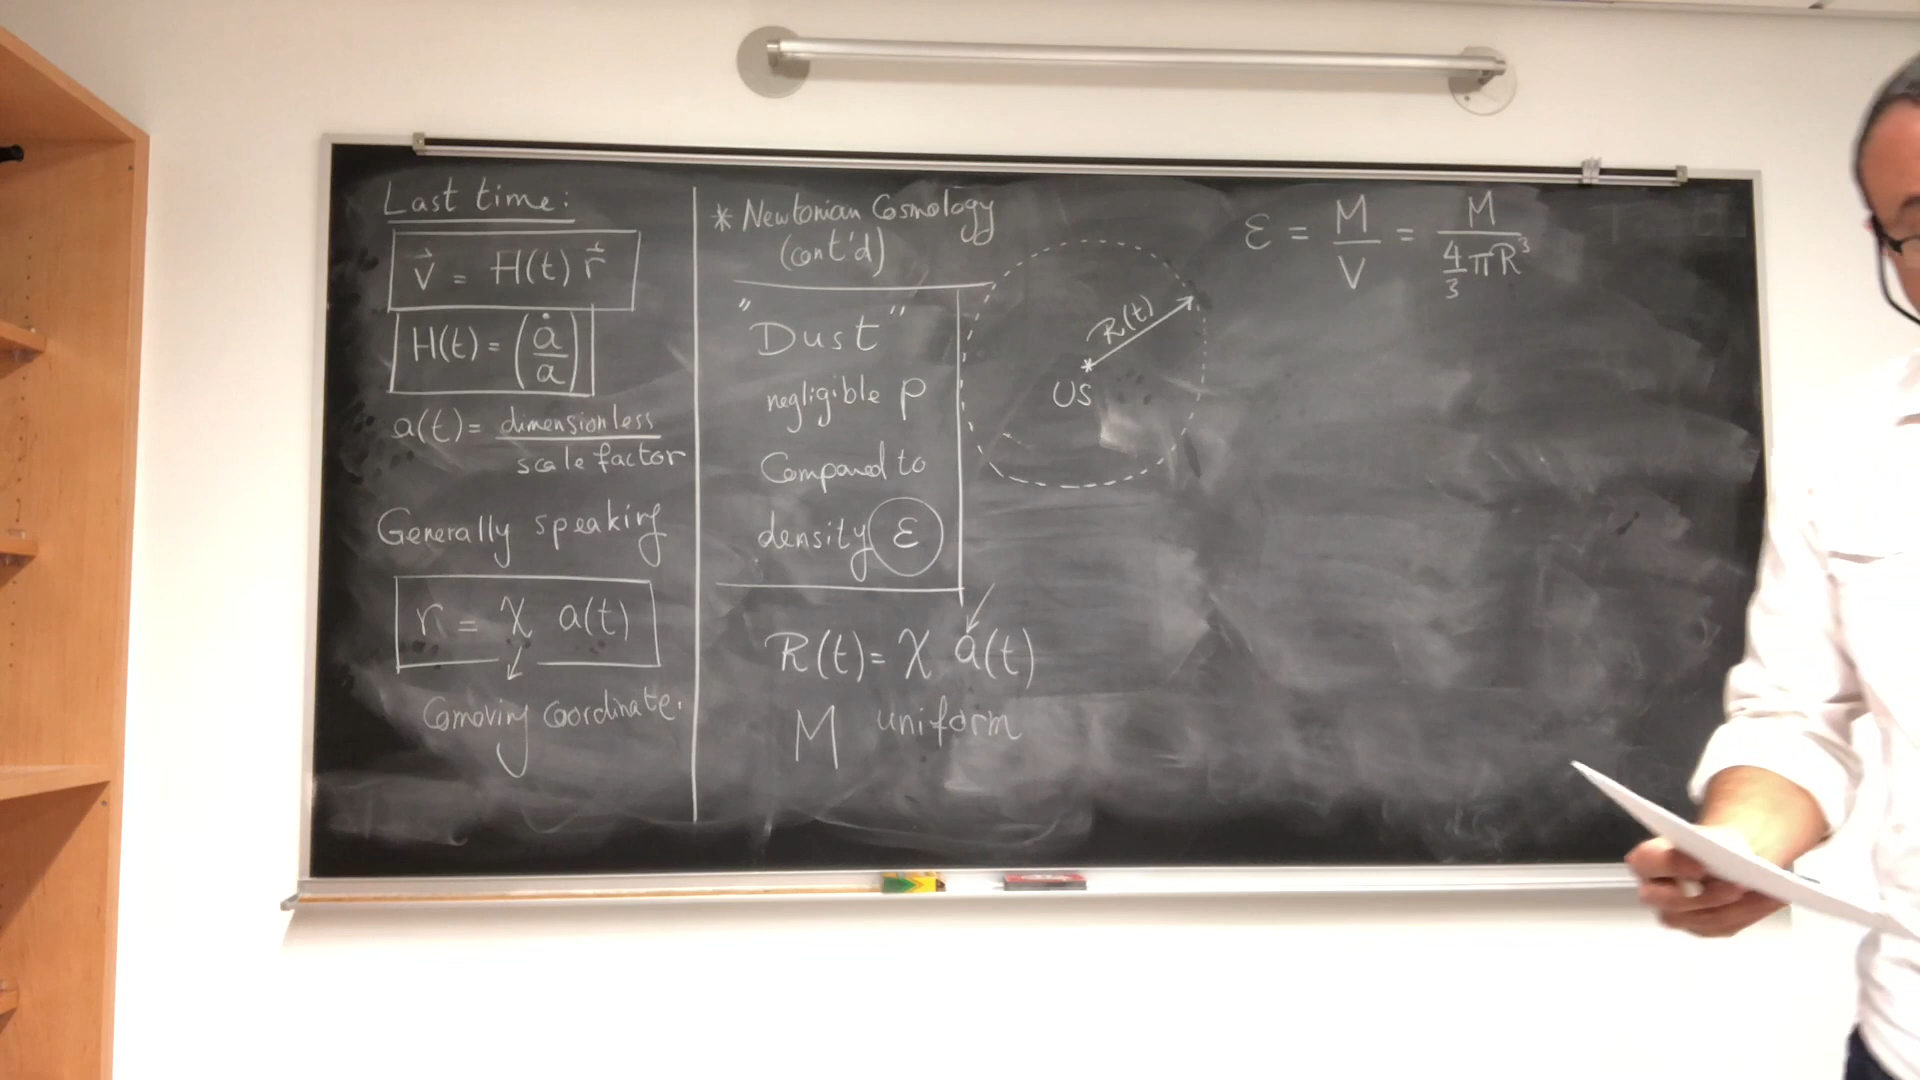 Last time:
v⃗ = H(t) r⃗
H(t) = (ȧ/a)
a(t) = dimensionless
scale factor
Generally speaking
r = χ a(t)
Comoving coordinate.
* Newtonian Cosmology
(cont'd)
"Dust"
negligible p
Compared to
density ε
R(t) = χ a(t)
M uniform
R(t)
US
ε = M/V = M/(4/3 πR³)